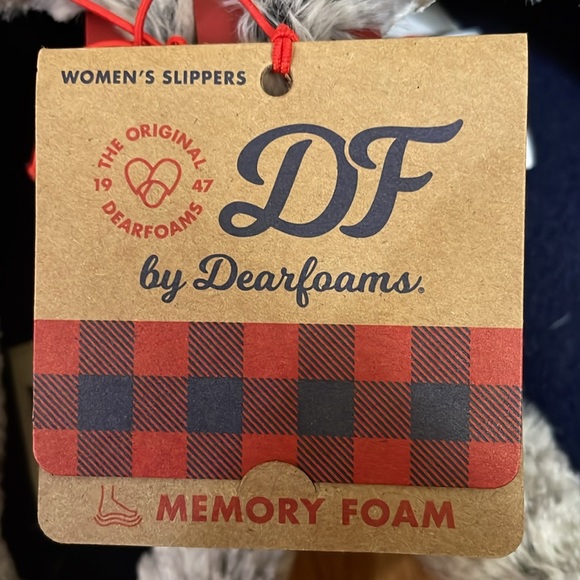 WOMEN'S SLIPPERS
THE ORIGINAL
19 47
DEARFOAMS
DF
by Dearfoams®
MEMORY FOAM